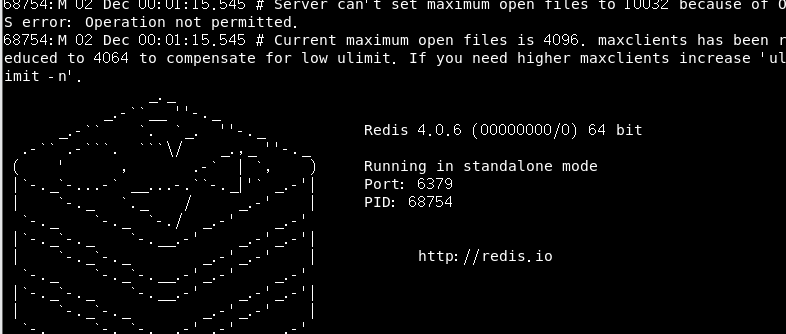 68754:M 02 Dec 00:01:15.545 # Server can't set maximum open files to 10032 because of O
S error: Operation not permitted.
68754:M 02 Dec 00:01:15.545 # Current maximum open files is 4096. maxclients has been r
educed to 4064 to compensate for low ulimit. If you need higher maxclients increase 'ul
imit -n'.
Redis 4.0.6 (00000000/0) 64 bit
Running in standalone mode
Port: 6379
PID: 68754
http://redis.io